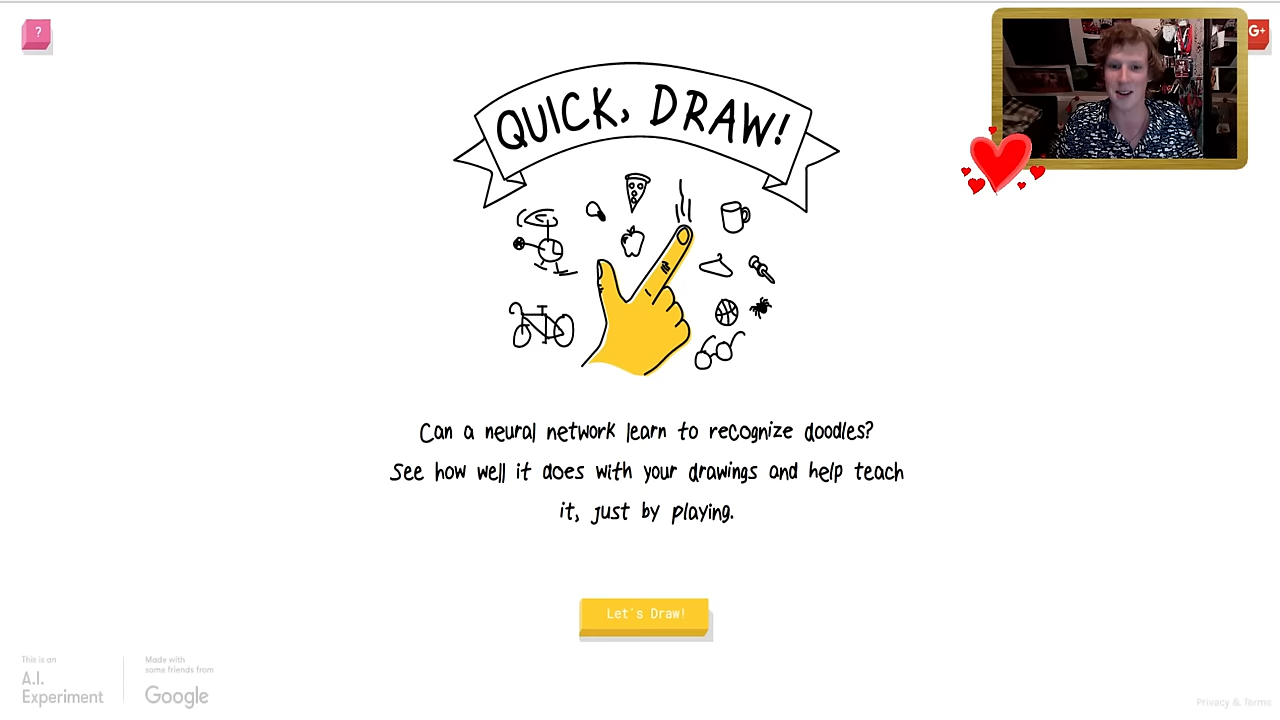 ?
G+
QUICK, DRAW!
Can a neural network learn to recognize doodles?
See how well it does with your drawings and help teach
it, just by playing.
Let's Draw!
This is an
A.I.
Experiment
Made with
some friends from
Google
Privacy & Terms